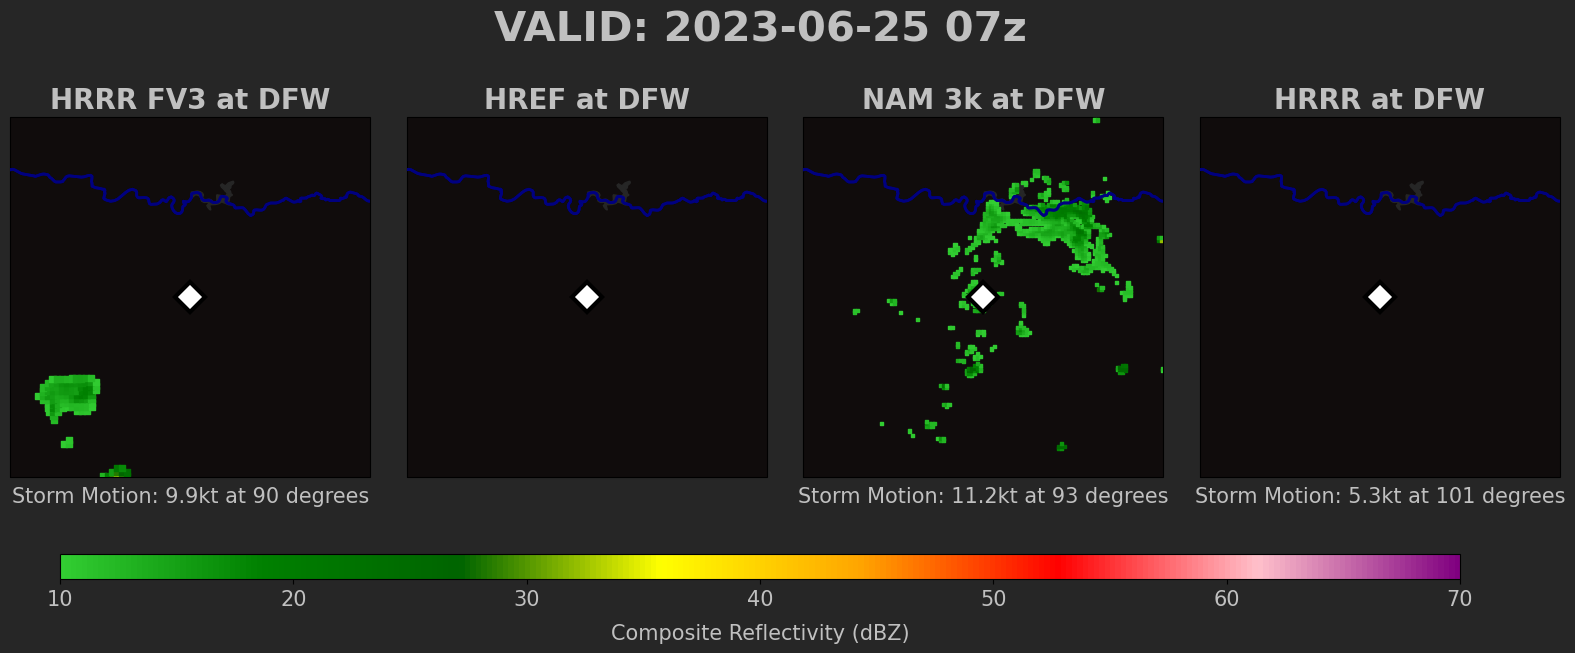 VALID: 2023-06-25 07z
HRRR FV3 at DFW
HREF at DFW
NAM 3k at DFW
HRRR at DFW
Storm Motion: 9.9kt at 90 degrees
Storm Motion: 11.2kt at 93 degrees
Storm Motion: 5.3kt at 101 degrees
10 20 30 40 50 60 70
Composite Reflectivity (dBZ)